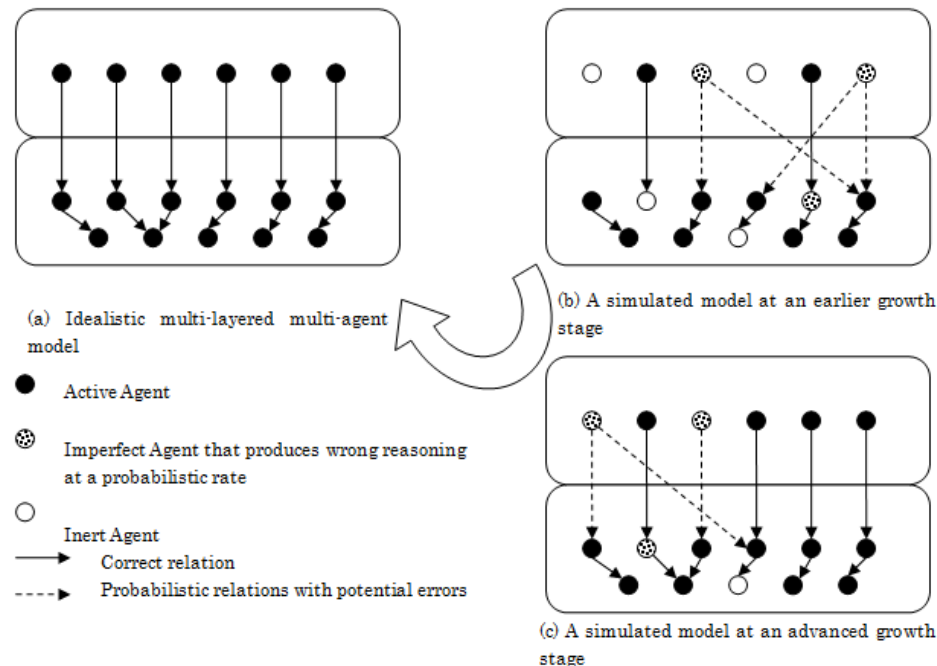 (a) Idealistic multi-layered multi-agent
model
(b) A simulated model at an earlier growth
stage
Active Agent
Imperfect Agent that produces wrong reasoning
at a probabilistic rate
Inert Agent
Correct relation
Probabilistic relations with potential errors
(c) A simulated model at an advanced growth
stage